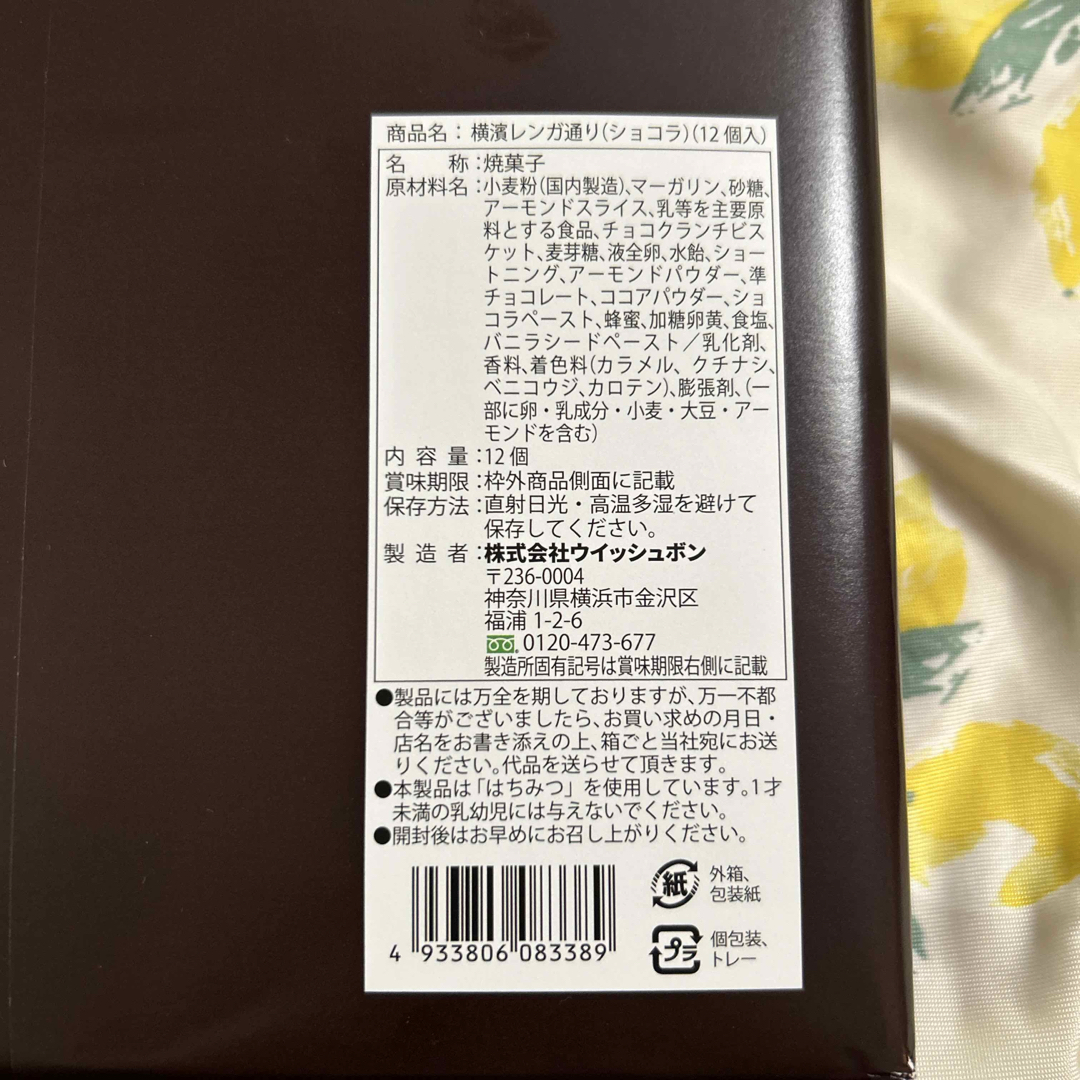 商品名：横濱レンガ通り(ショコラ)(12個入)
名称：焼菓子
原材料名：小麦粉(国内製造)、マーガリン、砂糖、
アーモンドスライス、乳等を主要原
料とする食品、チョコクランチビス
ケット、麦芽糖、液全卵、水飴、ショー
トニング、アーモンドパウダー、準
チョコレート、ココアパウダー、ショ
コラペースト、蜂蜜、加糖卵黄、食塩、
バニラシードペースト／乳化剤、
香料、着色料(カラメル、クチナシ、
ベニコウジ、カロテン)、膨張剤、(一
部に卵・乳成分・小麦・大豆・アー
モンドを含む)
内容量：12個
賞味期限：枠外商品側面に記載
保存方法：直射日光・高温多湿を避けて
保存してください。
製造者：株式会社ウイッシュボン
〒236-0004
神奈川県横浜市金沢区
福浦 1-2-6
0120-473-677
製造所固有記号は賞味期限右側に記載
●製品には万全を期しておりますが、万一不都
合等がございましたら、お買い求めの月日・
店名をお書き添えの上、箱ごと当社宛にお送
りください。代品を送らせて頂きます。
●本製品は「はちみつ」を使用しています。1才
未満の乳幼児には与えないでください。
●開封後はお早めにお召し上がりください。
紙 外箱、
包装紙
プラ 個包装、
トレー
4 933806 083389